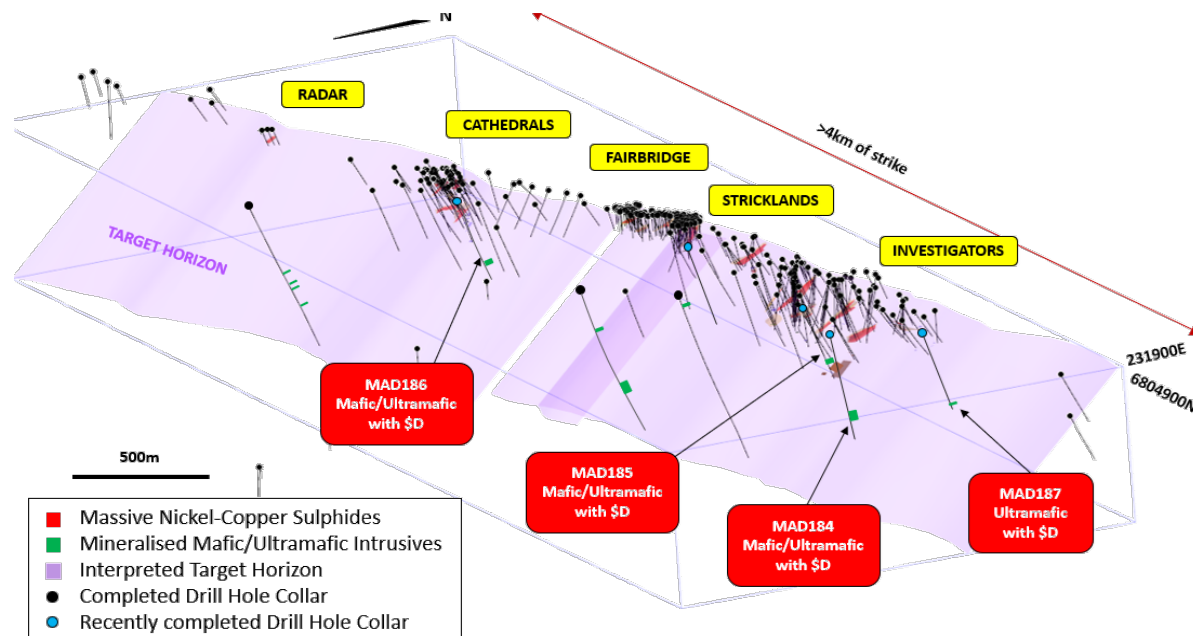 N
RADAR
CATHEDRALS
FAIRBRIDGE
STRICKLANDS
INVESTIGATORS
>4km of strike
TARGET HORIZON
231900E
6804900N
MAD186
Mafic/Ultramafic
with $D
MAD185
Mafic/Ultramafic
with $D
MAD184
Mafic/Ultramafic
with $D
MAD187
Ultramafic
with $D
500m
Massive Nickel-Copper Sulphides
Mineralised Mafic/Ultramafic Intrusives
Interpreted Target Horizon
Completed Drill Hole Collar
Recently completed Drill Hole Collar